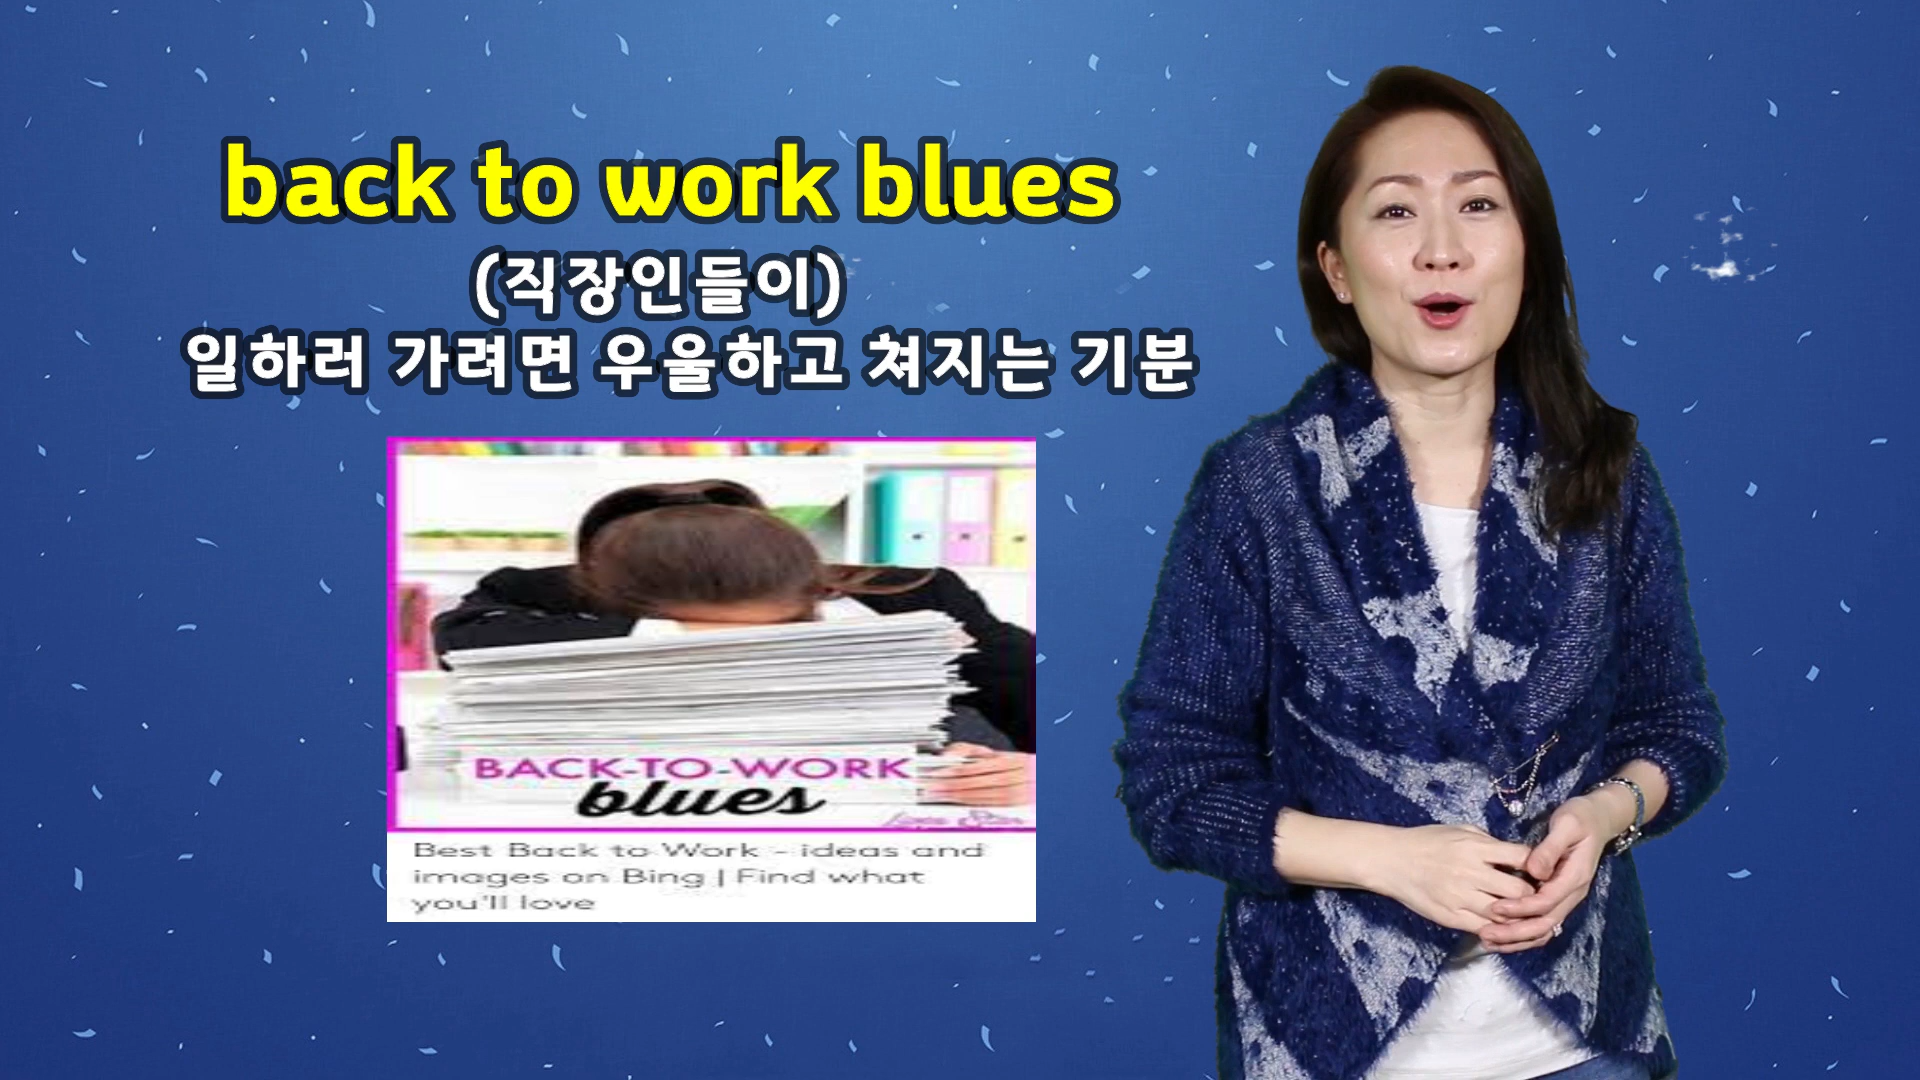 back to work blues
(직장인들이)
일하러 가려면 우울하고 쳐지는 기분
BACK-TO-WORK
blues
Best Back to Work - ideas and
images on Bing | Find what
you'll love